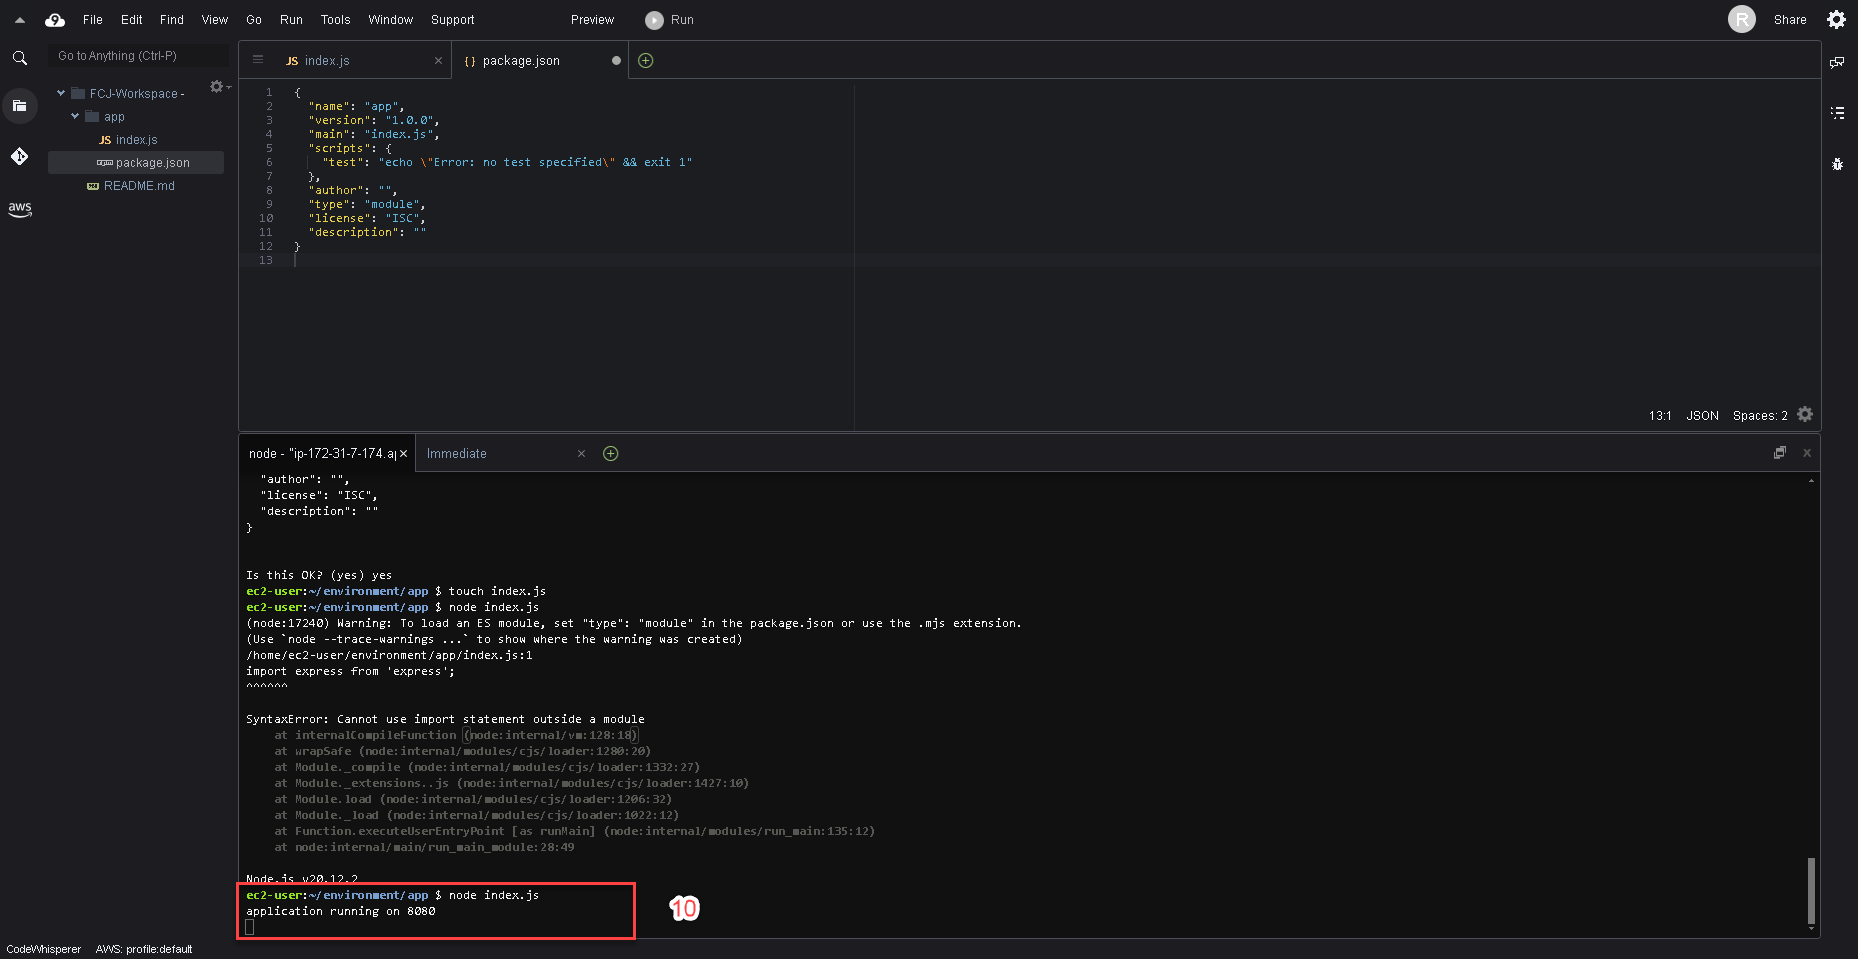 File Edit Find View Go Run Tools Window Support Preview Run R Share
Go to Anything (Ctrl-P)
FCJ-Workspace -
app
JS index.js
package.json
README.md
aws
JS index.js
{} package.json
1 {
2 "name": "app",
3 "version": "1.0.0",
4 "main": "index.js",
5 "scripts": {
6 "test": "echo \"Error: no test specified\" && exit 1"
7 },
8 "author": "",
9 "type": "module",
10 "license": "ISC",
11 "description": ""
12 }
13
13:1 JSON Spaces: 2
node - "ip-172-31-7-174.ap
Immediate
"author": "",
"license": "ISC",
"description": ""
}
Is this OK? (yes) yes
ec2-user:~/environment/app $ touch index.js
ec2-user:~/environment/app $ node index.js
(node:17240) Warning: To load an ES module, set "type": "module" in the package.json or use the .mjs extension.
(Use `node --trace-warnings ...` to show where the warning was created)
/home/ec2-user/environment/app/index.js:1
import express from 'express';
^^^^^^
SyntaxError: Cannot use import statement outside a module
at internalCompileFunction (node:internal/vm:128:18)
at wrapSafe (node:internal/modules/cjs/loader:1280:20)
at Module._compile (node:internal/modules/cjs/loader:1332:27)
at Module._extensions..js (node:internal/modules/cjs/loader:1427:10)
at Module.load (node:internal/modules/cjs/loader:1206:32)
at Module._load (node:internal/modules/cjs/loader:1022:12)
at Function.executeUserEntryPoint [as runMain] (node:internal/modules/run_main:135:12)
at node:internal/main/run_main_module:28:49
Node.js v20.12.2
ec2-user:~/environment/app $ node index.js
application running on 8080
10
CodeWhisperer AWS: profile:default